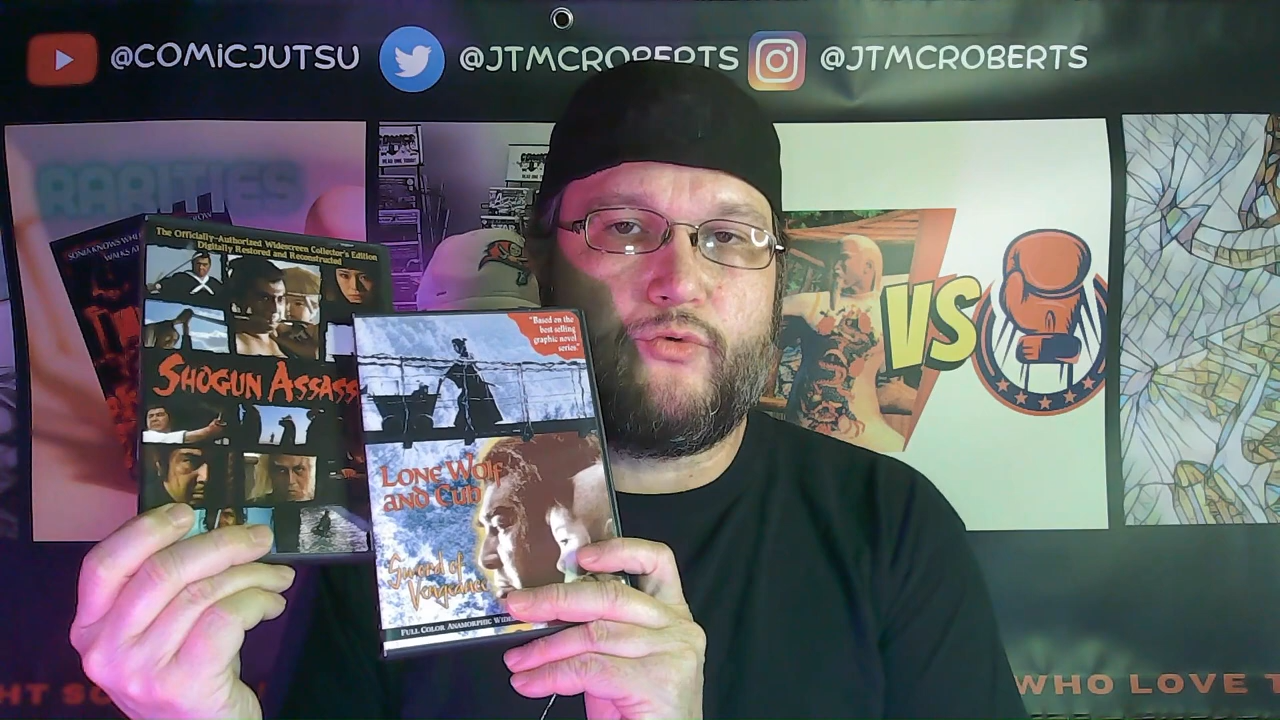 @COMICJUTSU
@JTMCROBERTS
@JTMCROBERTS
RARITIES
COMICS
VS
The Officially-Authorized Widescreen Collector's Edition
Digitally Restored and Reconstructed
SHOGUN ASSASS
"Based on the
best selling
graphic novel
series"
LONE WOLF
AND CUB
Sword of
Vengeance
FULL COLOR ANAMORPHIC
WHO LOVE T